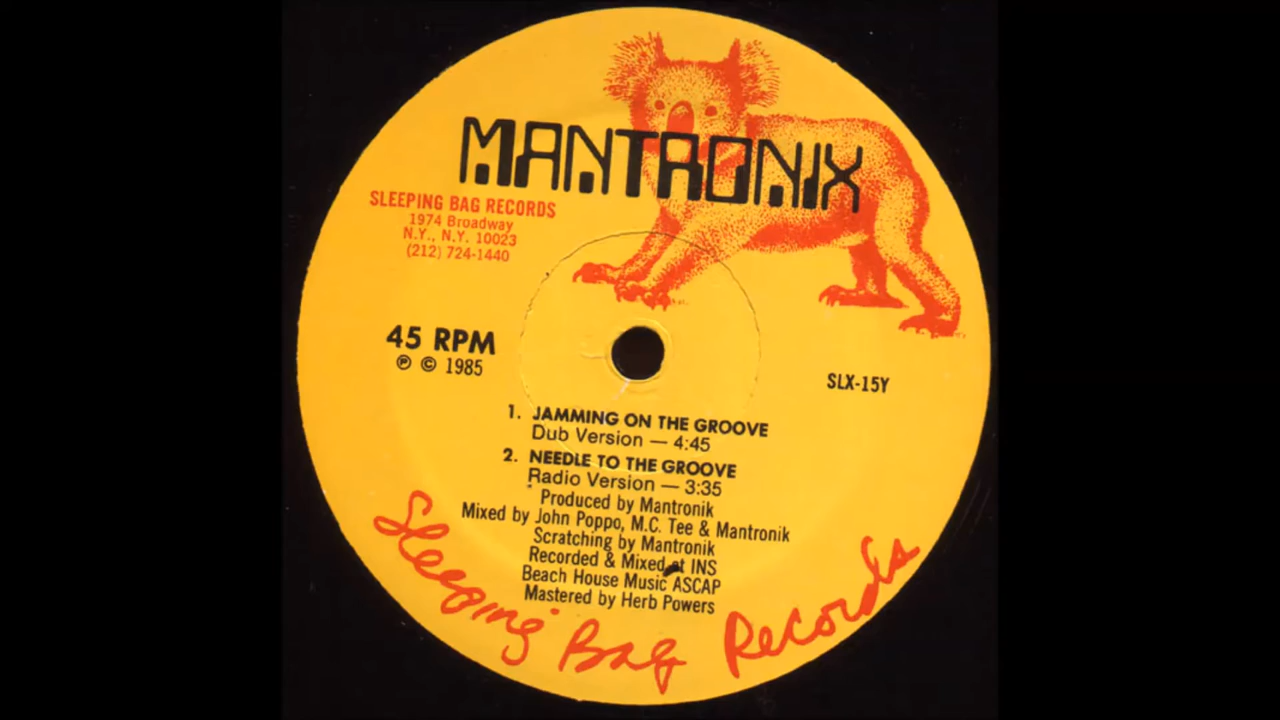 MANTRONIX
SLEEPING BAG RECORDS
1974 Broadway
N.Y., N.Y. 10023
(212) 724-1440
45 RPM
Ⓟ © 1985
SLX-15Y
1. JAMMING ON THE GROOVE
Dub Version — 4:45
2. NEEDLE TO THE GROOVE
Radio Version — 3:35
Produced by Mantronik
Mixed by John Poppo, M.C. Tee & Mantronik
Scratching by Mantronik
Recorded & Mixed at INS
Beach House Music ASCAP
Mastered by Herb Powers
Sleeping Bag Records